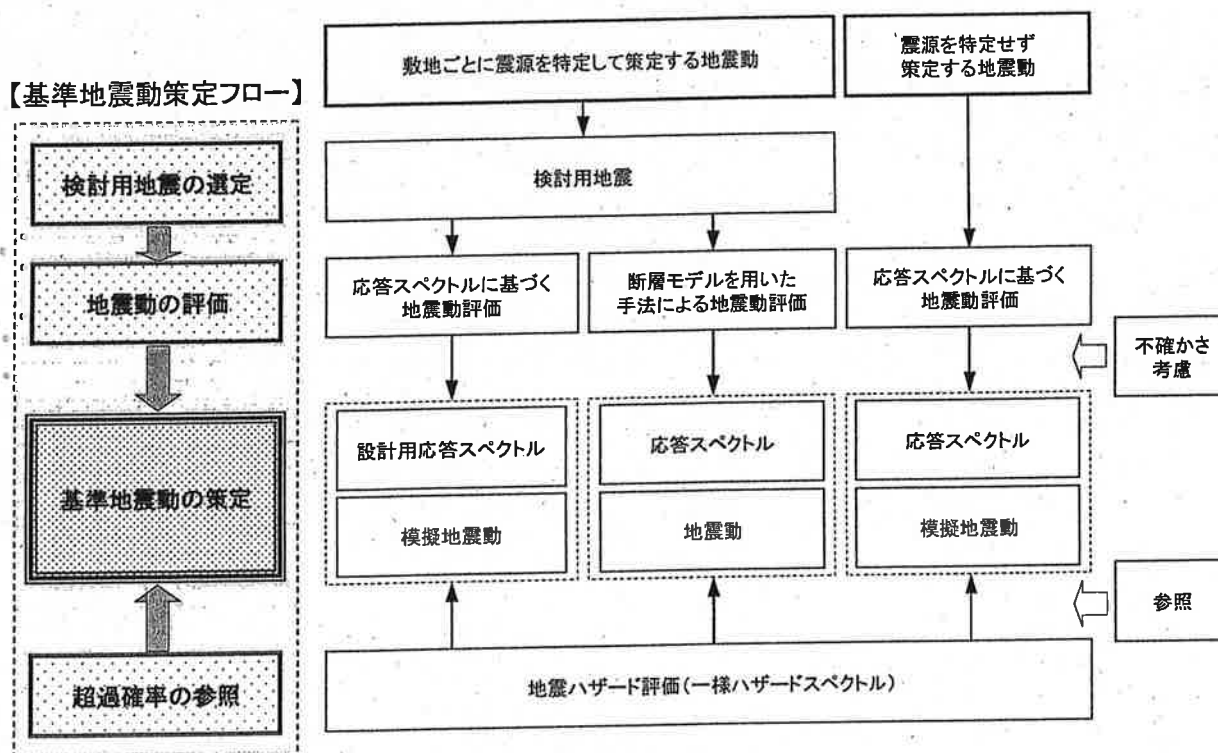 敷地ごとに震源を特定して策定する地震動
震源を特定せず
策定する地震動
【基準地震動策定フロー】
検討用地震の選定
検討用地震
地震動の評価
応答スペクトルに基づく
地震動評価
断層モデルを用いた
手法による地震動評価
応答スペクトルに基づく
地震動評価
不確かさ
考慮
基準地震動の策定
設計用応答スペクトル
模擬地震動
応答スペクトル
地震動
応答スペクトル
模擬地震動
参照
超過確率の参照
地震ハザード評価(一様ハザードスペクトル)